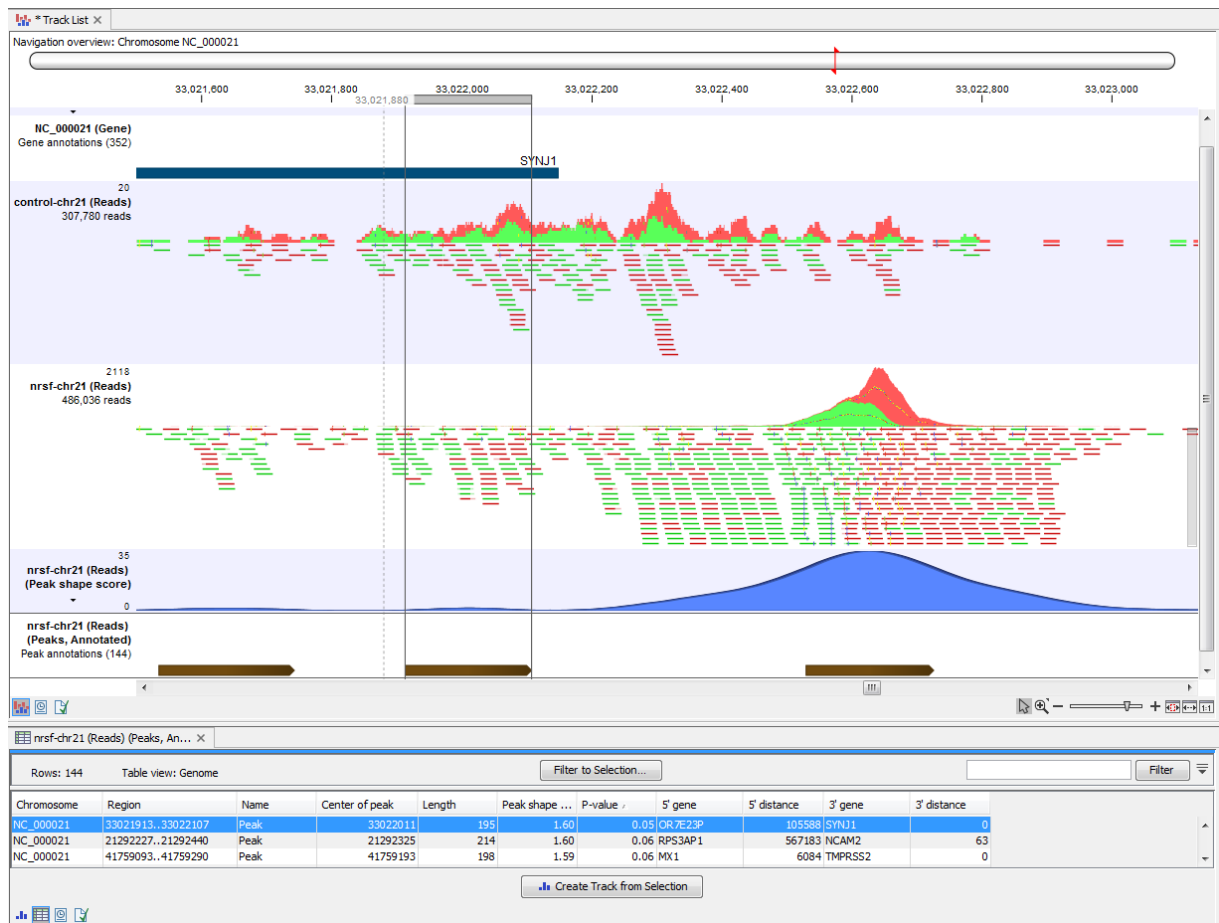 * Track List
Navigation overview: Chromosome NC_000021
33,021,600 33,021,800 33,022,000 33,022,200 33,022,400 33,022,600 33,022,800 33,023,000
33,021,880
NC_000021 (Gene)
Gene annotations (352)
SYNJ1
20
control-chr21 (Reads)
307,780 reads
2118
nrsf-chr21 (Reads)
486,036 reads
35
nrsf-chr21 (Reads)
(Peak shape score)
0
nrsf-chr21 (Reads)
(Peaks, Annotated)
Peak annotations (144)
1:1
nrsf-chr21 (Reads) (Peaks, An...
Rows: 144 Table view: Genome Filter to Selection... Filter
Chromosome Region Name Center of peak Length Peak shape ... P-value 5' gene 5' distance 3' gene 3' distance
NC_000021 33021913..33022107 Peak 33022011 195 1.60 0.05 OR7E23P 105588 SYNJ1 0
NC_000021 21292227..21292440 Peak 21292325 214 1.60 0.06 RPS3AP1 567183 NCAM2 63
NC_000021 41759093..41759290 Peak 41759193 198 1.59 0.06 MX1 6084 TMPRSS2 0
Create Track from Selection